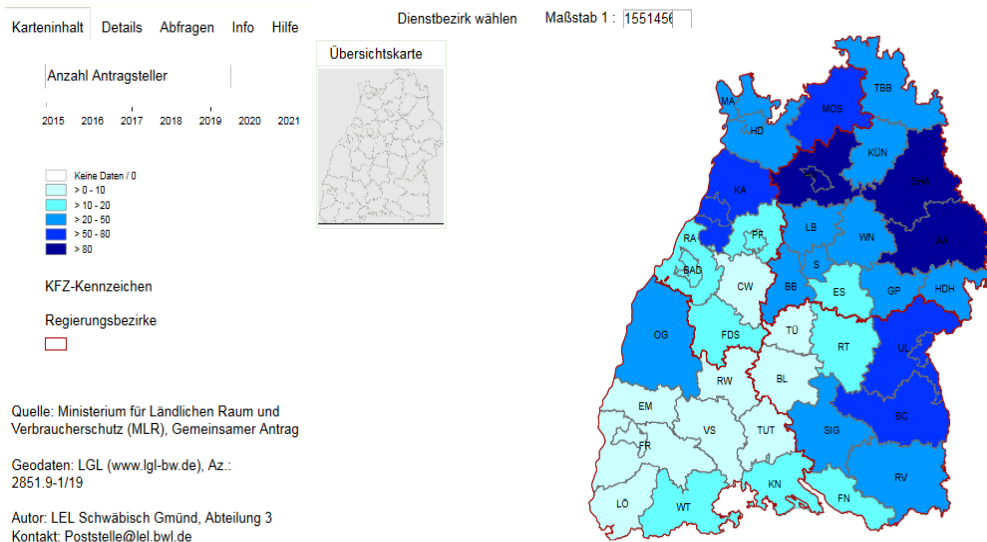 Karteninhalt Details Abfragen Info Hilfe
Dienstbezirk wählen Maßstab 1 : 1551456
Übersichtskarte
Anzahl Antragsteller
2015 2016 2017 2018 2019 2020 2021
Keine Daten / 0
> 0 - 10
> 10 - 20
> 20 - 50
> 50 - 80
> 80
KFZ-Kennzeichen
Regierungsbezirke
Quelle: Ministerium für Ländlichen Raum und
Verbraucherschutz (MLR), Gemeinsamer Antrag
Geodaten: LGL (www.lgl-bw.de), Az.:
2851.9-1/19
Autor: LEL Schwäbisch Gmünd, Abteilung 3
Kontakt: Poststelle@lel.bwl.de
TBB
MA
MOS
HD
KÜN
SHA
KA
LB
RA
PF
WN
AA
S
BAD
CW
BB
ES
GP
HDH
OG
FDS
TÜ
RT
UL
RW
BL
EM
BC
VS
TUT
SIG
FR
RV
KN
LÖ
WT
FN